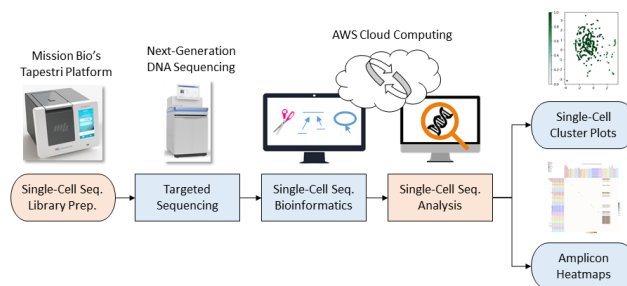 Mission Bio's
Tapestri Platform
Next-Generation
DNA Sequencing
AWS Cloud Computing
Single-Cell Seq.
Library Prep.
Targeted
Sequencing
Single-Cell Seq.
Bioinformatics
Single-Cell Seq.
Analysis
Single-Cell
Cluster Plots
Amplicon
Heatmaps